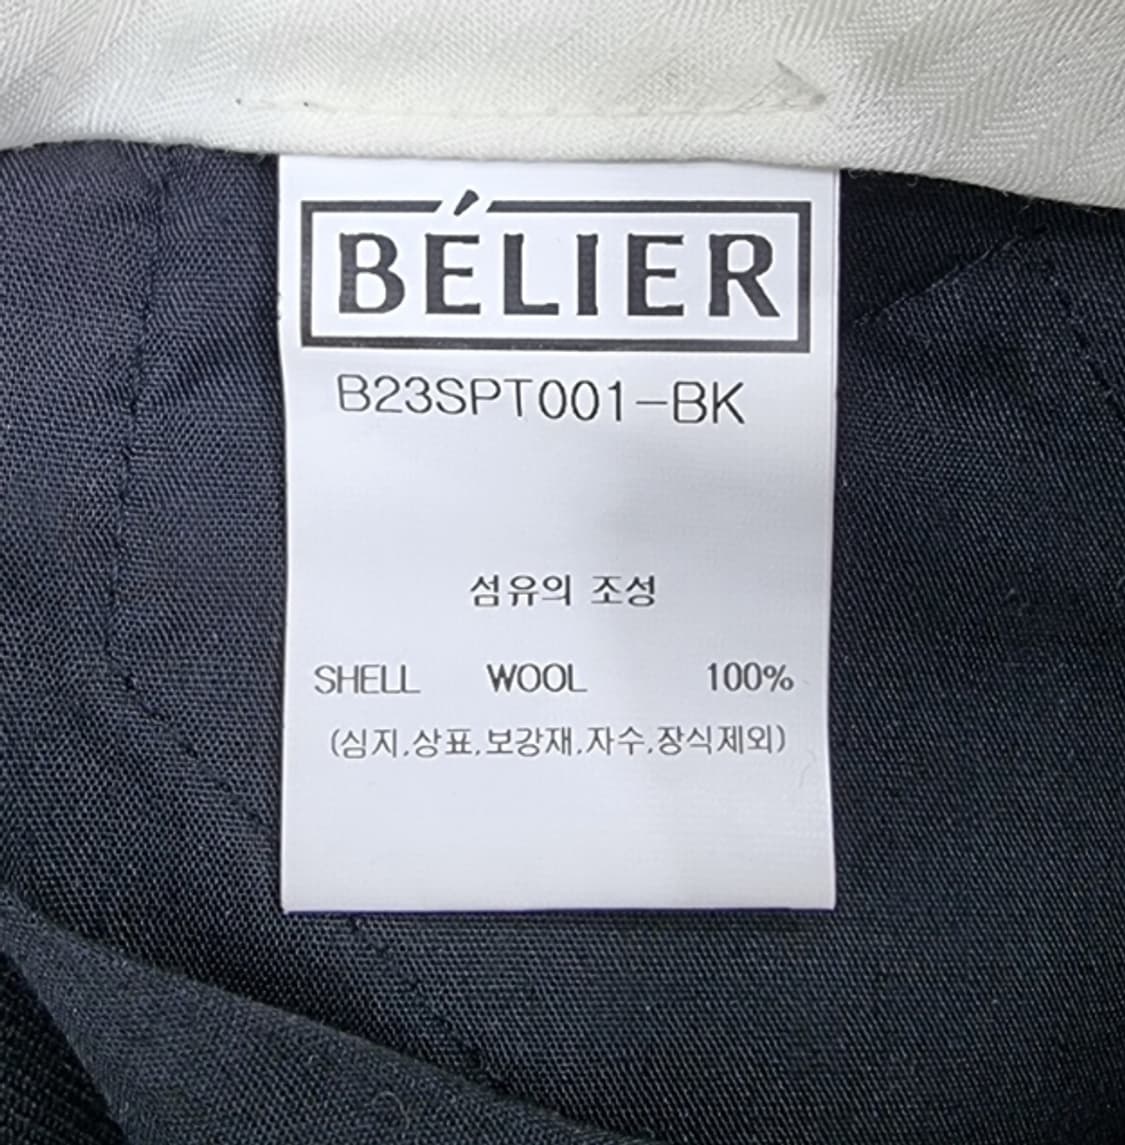 BÉLIER
B23SPT001-BK
섬유의 조성
SHELL WOOL 100%
(심지,상표,보강재,자수,장식제외)